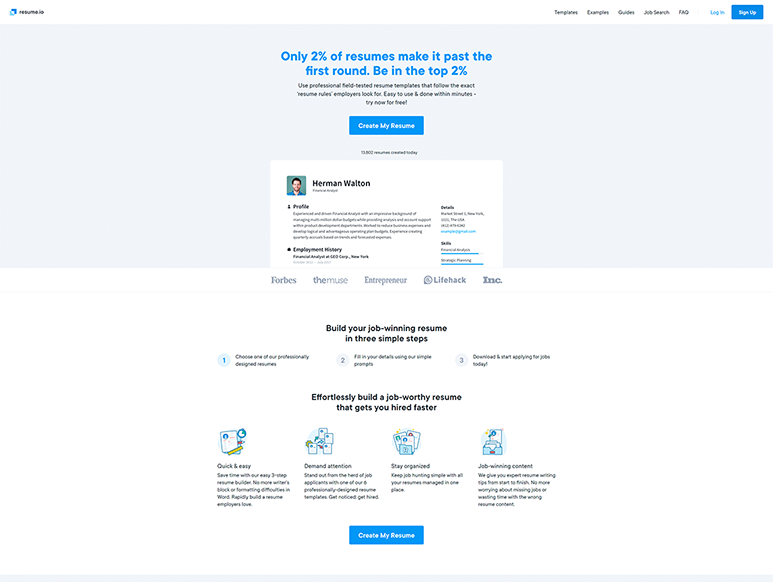 resume.io
Templates Examples Guides Job Search FAQ Log In Sign Up
Only 2% of resumes make it past the
first round. Be in the top 2%
Use professional field-tested resume templates that follow the exact
'resume rules' employers look for. Easy to use & done within minutes -
try now for free!
Create My Resume
13,802 resumes created today
Herman Walton
Financial Analyst
Profile
Experienced and driven Financial Analyst with an impressive background of
managing multi-million dollar budgets while providing analysis and account support
within product development departments. Worked to reduce business expenses and
develop logical and advantageous operating plan budgets. Experience creating
quarterly accruals based on trends and forecasted expenses.
Employment History
Financial Analyst at GEO Corp., New York
Details
Market Street 2, New York,
1021, The USA
(412) 479-6342
example@gmail.com
Skills
Financial Analysis
Strategic Planning
Forbes themuse Entrepreneur Lifehack Inc.
Build your job-winning resume
in three simple steps
1 Choose one of our professionally
designed resumes
2 Fill in your details using our simple
prompts
3 Download & start applying for jobs
today!
Effortlessly build a job-worthy resume
that gets you hired faster
Quick & easy
Save time with our easy 3-step
resume builder. No more writer's
block or formatting difficulties in
Word. Rapidly build a resume
employers love.
Demand attention
Stand out from the herd of job
applicants with one of our 6
professionally-designed resume
templates. Get noticed; get-hired.
Stay organized
Keep job hunting simple with all
your resumes managed in one
place.
Job-winning content
We give you expert resume writing
tips from start to finish. No more
worrying about missing jobs or
wasting time with the wrong
resume content.
Create My Resume